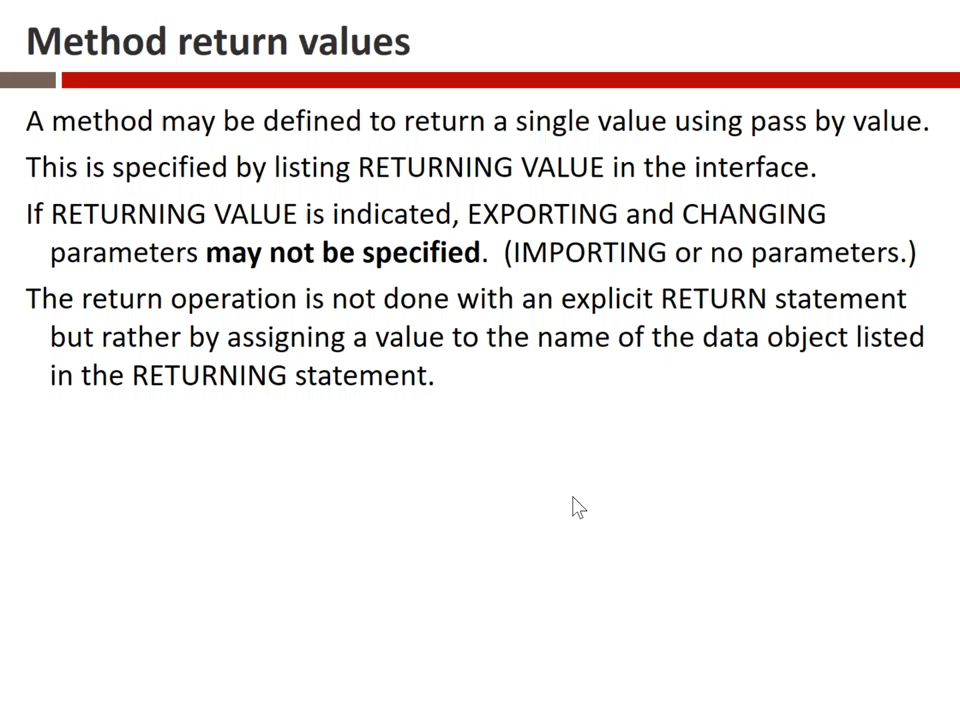 Method return values
A method may be defined to return a single value using pass by value.
This is specified by listing RETURNING VALUE in the interface.
If RETURNING VALUE is indicated, EXPORTING and CHANGING
parameters may not be specified.  (IMPORTING or no parameters.)
The return operation is not done with an explicit RETURN statement
but rather by assigning a value to the name of the data object listed
in the RETURNING statement.